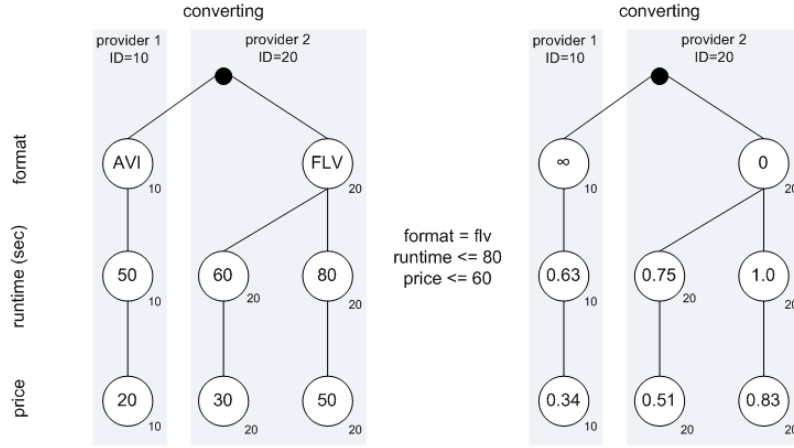 converting
provider 1
ID=10
provider 2
ID=20
format
AVI
10
FLV
20
runtime (sec)
50
10
60
20
80
20
price
20
10
30
20
50
20
format = flv
runtime <= 80
price <= 60
converting
provider 1
ID=10
provider 2
ID=20
∞
10
0
20
0.63
10
0.75
20
1.0
20
0.34
10
0.51
20
0.83
20